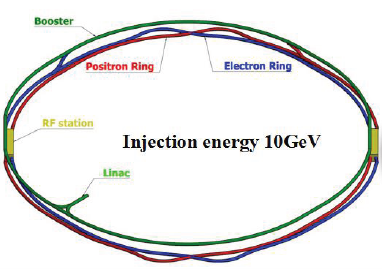 Booster
Positron Ring
Electron Ring
RF station
Injection energy 10GeV
Linac